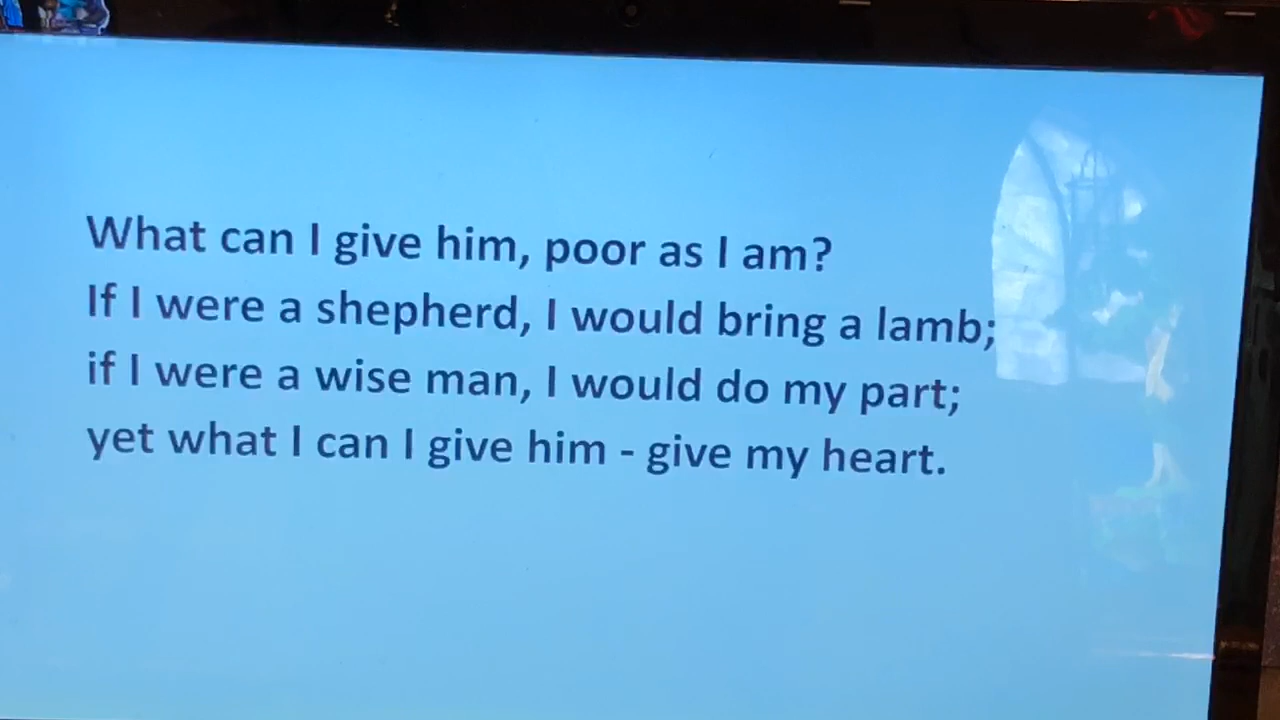 What can I give him, poor as I am?
If I were a shepherd, I would bring a lamb;
if I were a wise man, I would do my part;
yet what I can I give him - give my heart.